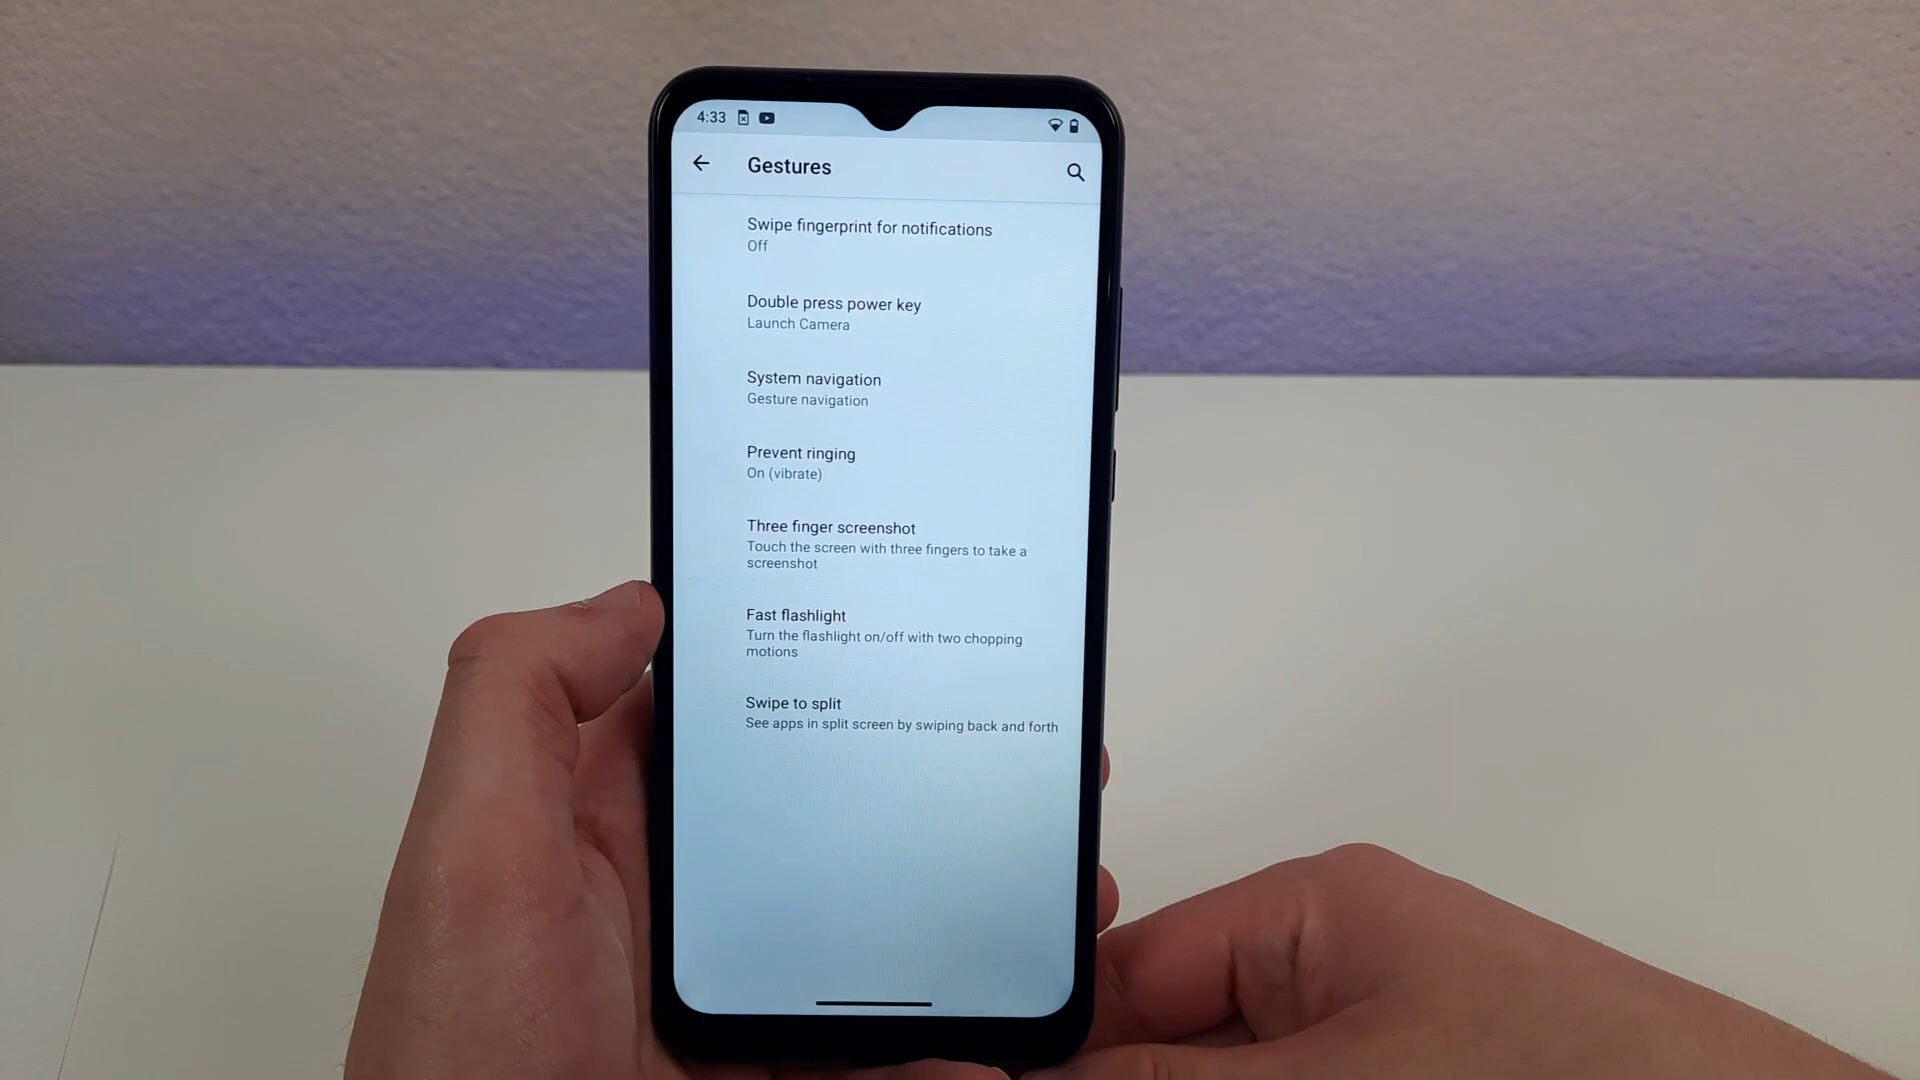 4:33
Gestures
Swipe fingerprint for notifications
Off
Double press power key
Launch Camera
System navigation
Gesture navigation
Prevent ringing
On (vibrate)
Three finger screenshot
Touch the screen with three fingers to take a
screenshot
Fast flashlight
Turn the flashlight on/off with two chopping
motions
Swipe to split
See apps in split screen by swiping back and forth